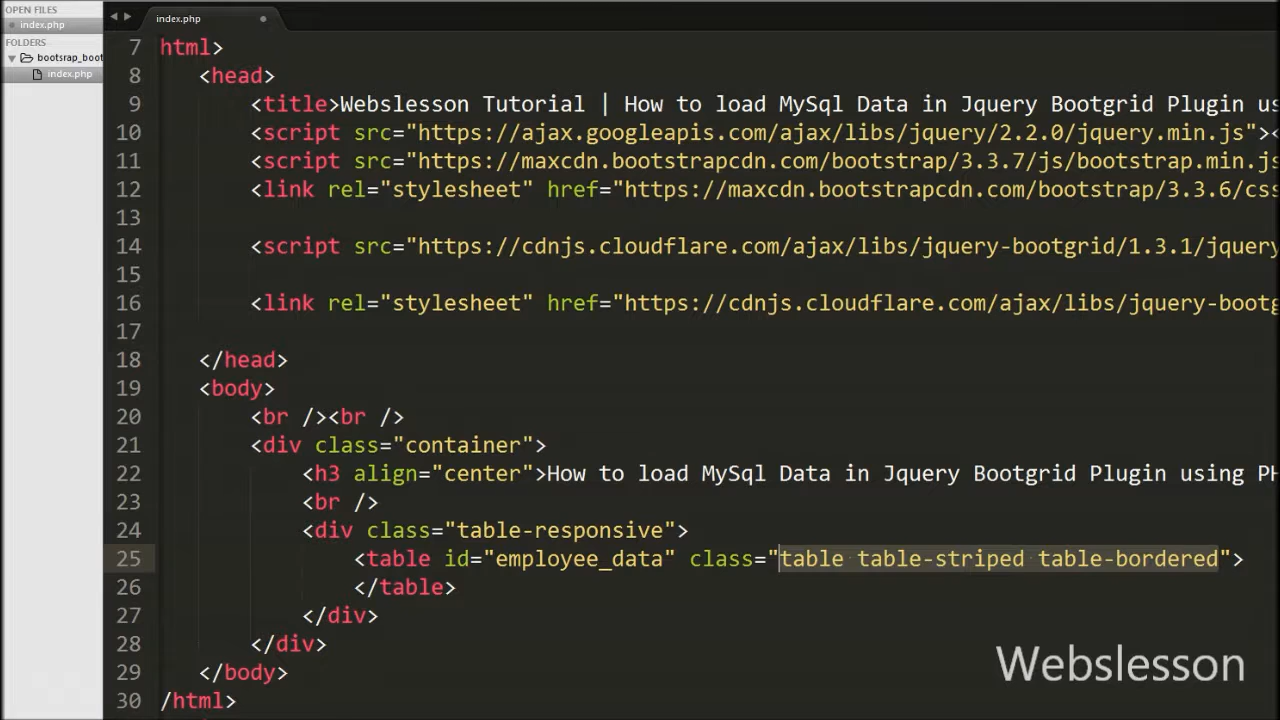 OPEN FILES
index.php
FOLDERS
bootsrap_boot
index.php
index.php
7 html>
8 <head>
9 <title>Webslesson Tutorial | How to load MySql Data in Jquery Bootgrid Plugin us
10 <script src="https://ajax.googleapis.com/ajax/libs/jquery/2.2.0/jquery.min.js"><
11 <script src="https://maxcdn.bootstrapcdn.com/bootstrap/3.3.7/js/bootstrap.min.js
12 <link rel="stylesheet" href="https://maxcdn.bootstrapcdn.com/bootstrap/3.3.6/css
13
14 <script src="https://cdnjs.cloudflare.com/ajax/libs/jquery-bootgrid/1.3.1/jquery
15
16 <link rel="stylesheet" href="https://cdnjs.cloudflare.com/ajax/libs/jquery-bootg
17
18 </head>
19 <body>
20 <br /><br />
21 <div class="container">
22 <h3 align="center">How to load MySql Data in Jquery Bootgrid Plugin using PH
23 <br />
24 <div class="table-responsive">
25 <table id="employee_data" class="table table-striped table-bordered">
26 </table>
27 </div>
28 </div>
29 </body>
30 /html>
Webslesson